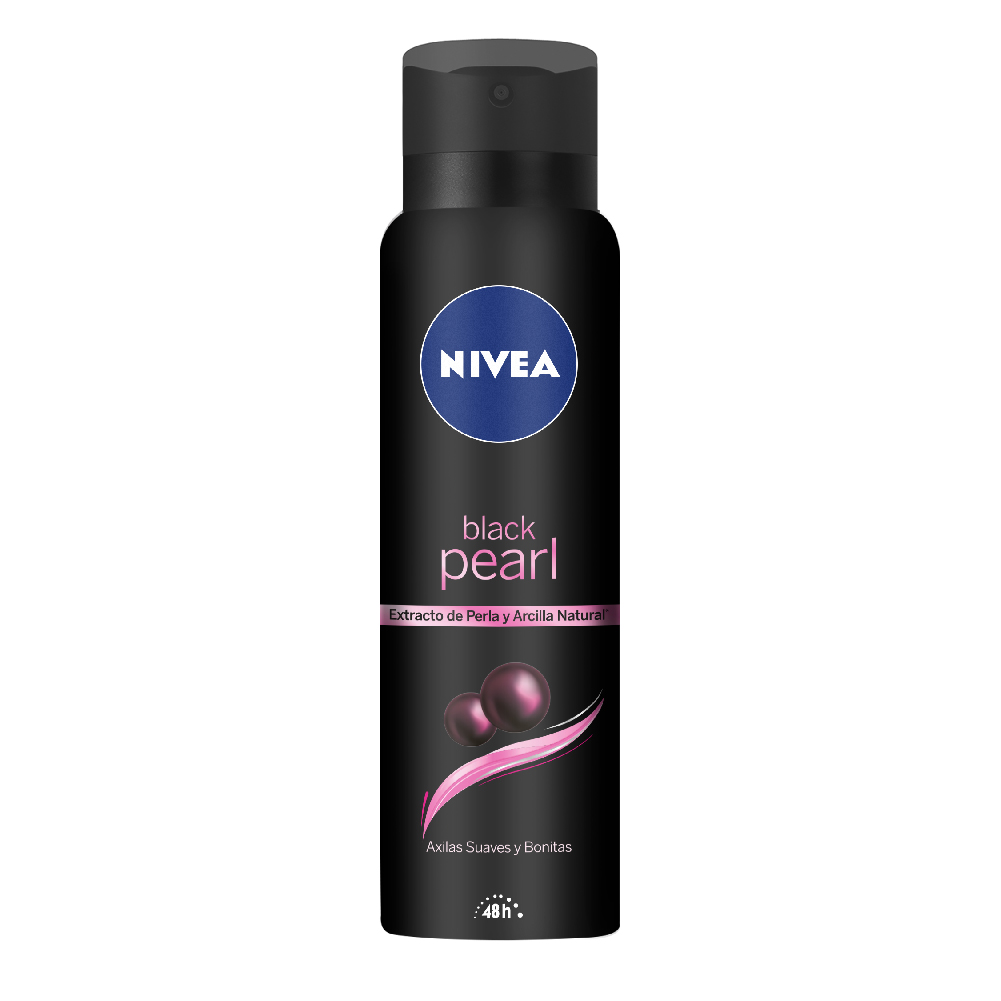 NIVEA
black
pearl
Extracto de Perla y Arcilla Natural*
Axilas Suaves y Bonitas
48h